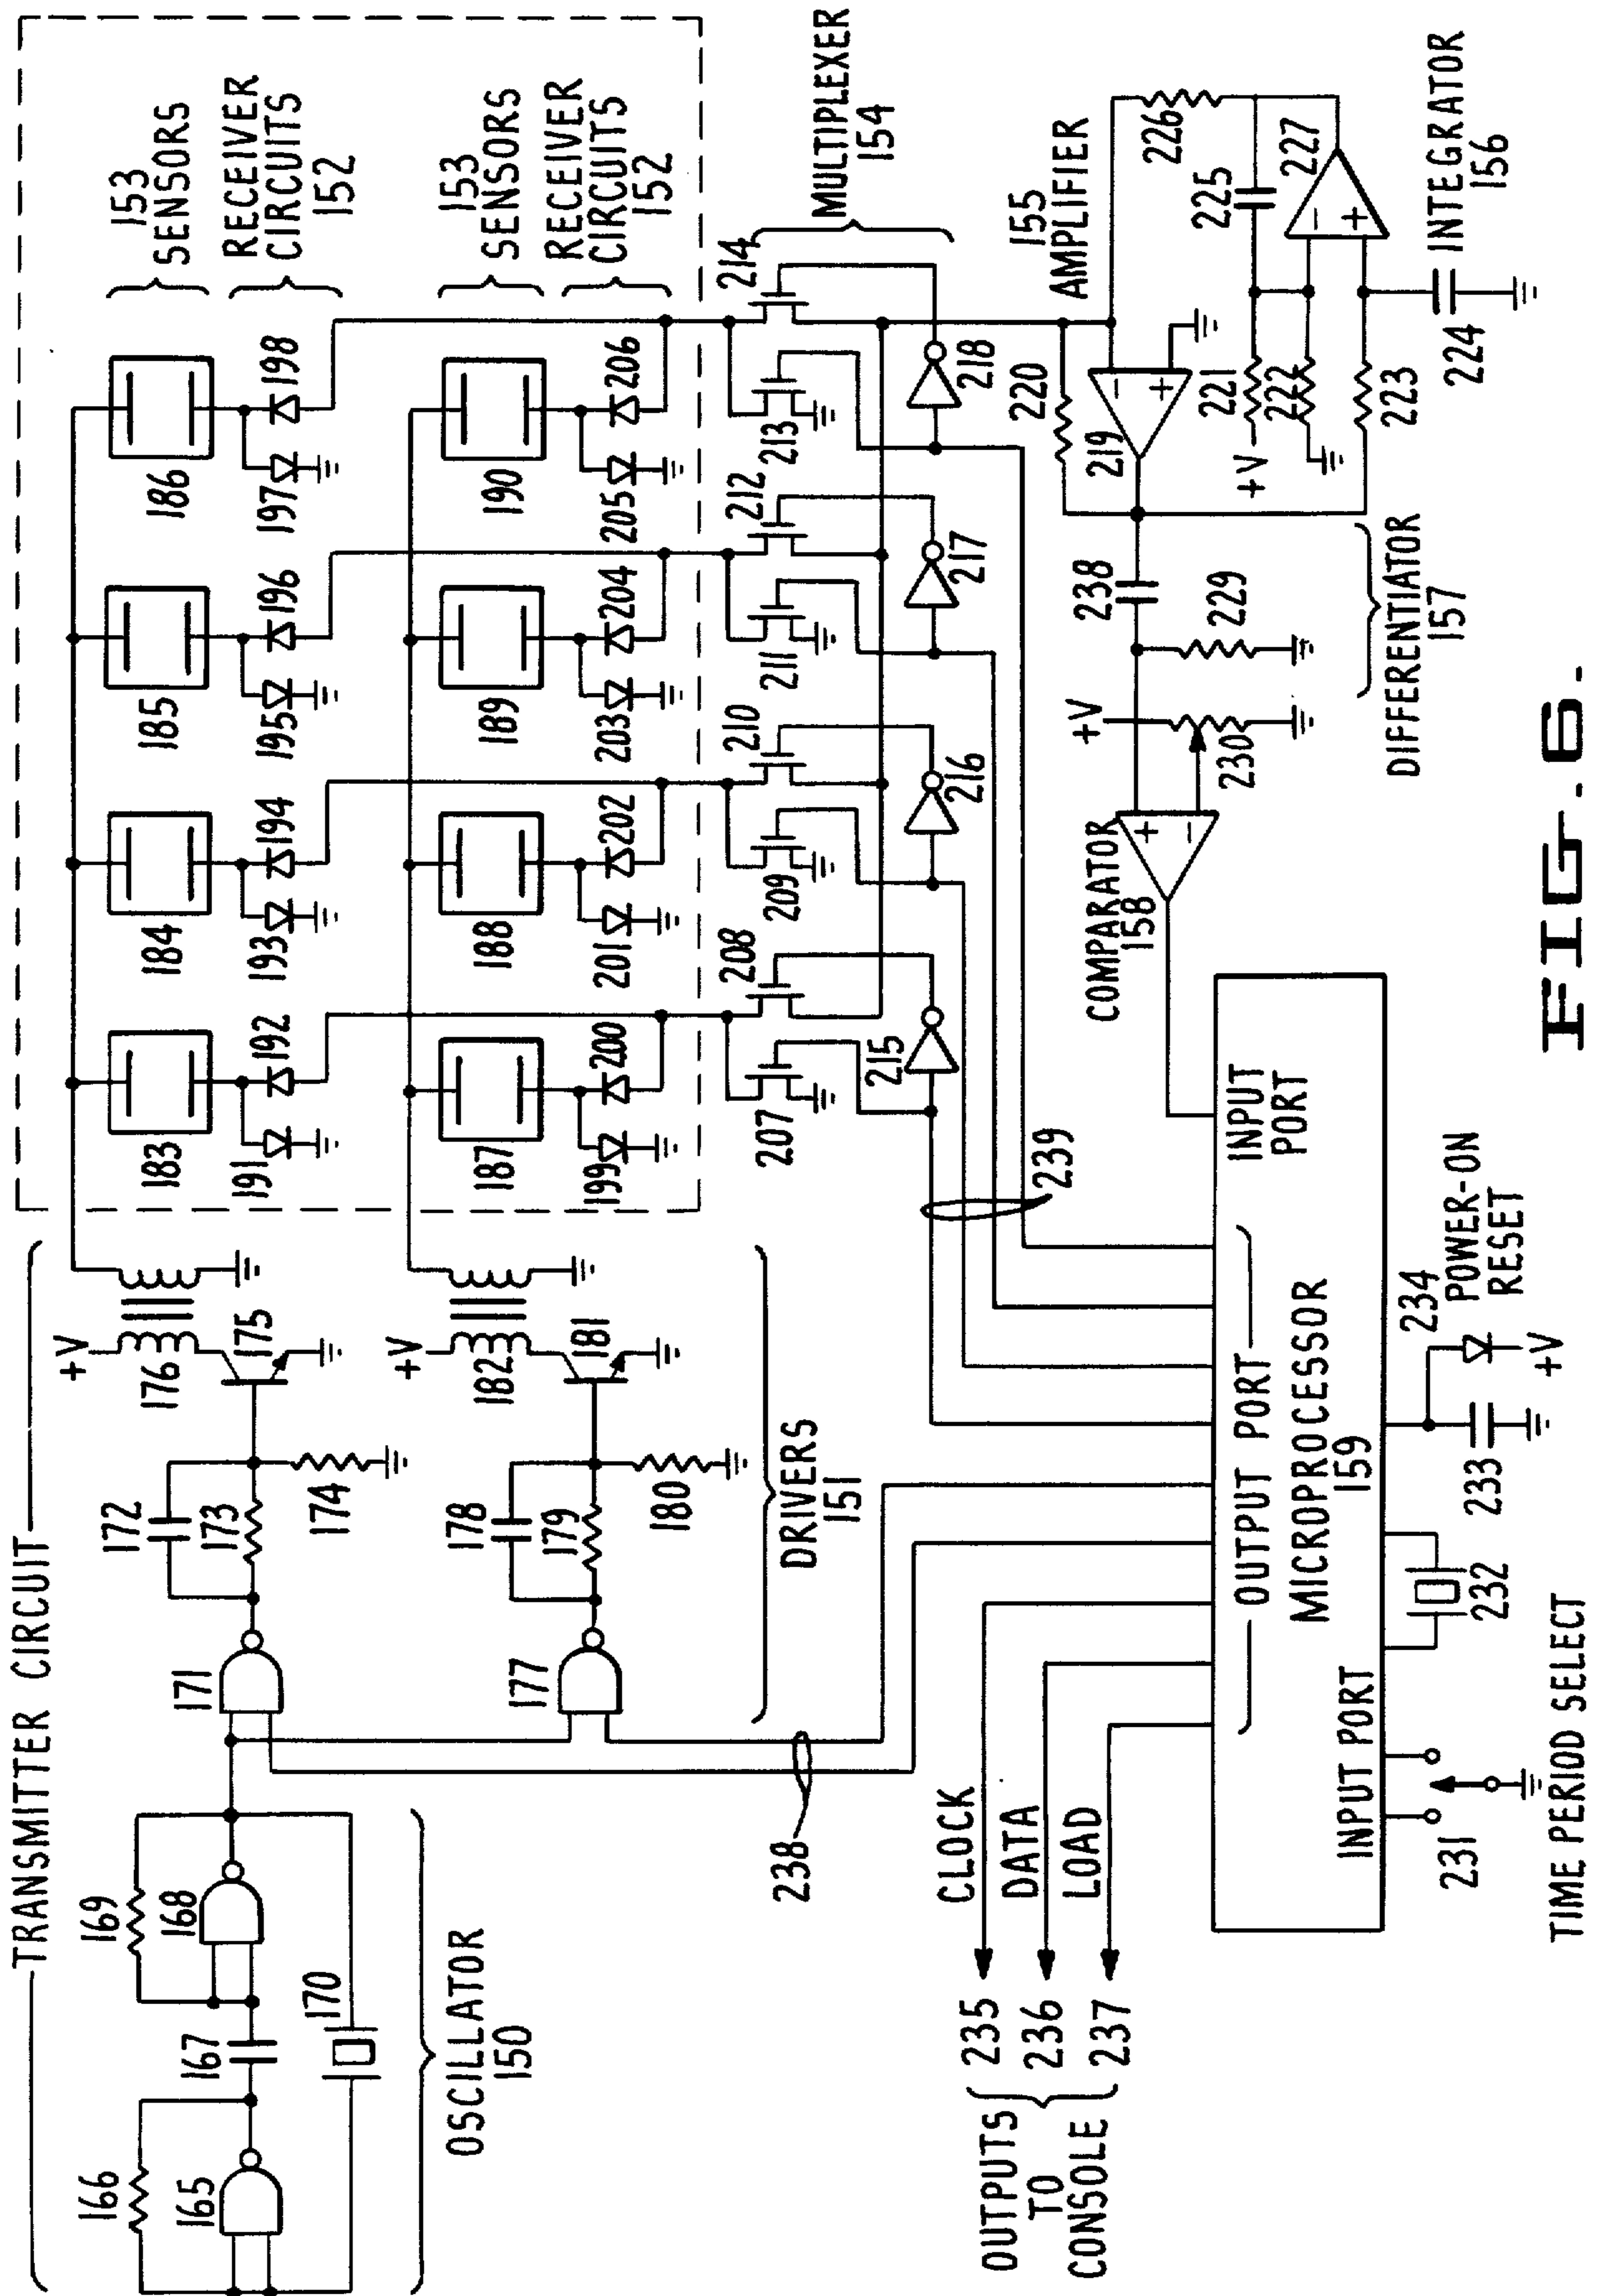 TRANSMITTER CIRCUIT
166
165
167
169
168
170
OSCILLATOR
150
171
172
173
174
+V
176
175
177
178
179
180
+V
182
181
DRIVERS
151
238
183
184
185
186
153
SENSORS
191
192
193
194
195
196
197
198
RECEIVER
CIRCUITS
152
187
188
189
190
153
SENSORS
199
200
201
202
203
204
205
206
RECEIVER
CIRCUITS
152
207
208
209
210
211
212
213
214
MULTIPLEXER
154
215
216
217
218
239
155
AMPLIFIER
220
219
+
−
226
225
227
−
+
+V
221
222
223
224
INTEGRATOR
156
238
229
DIFFERENTIATOR
157
+V
230
COMPARATOR
158
+
−
OUTPUTS
TO
CONSOLE
235
236
237
CLOCK
DATA
LOAD
OUTPUT PORT
INPUT
PORT
MICROPROCESSOR
159
INPUT PORT
231
TIME PERIOD SELECT
232
233
234
POWER-ON
RESET
+V
FIG. 6.